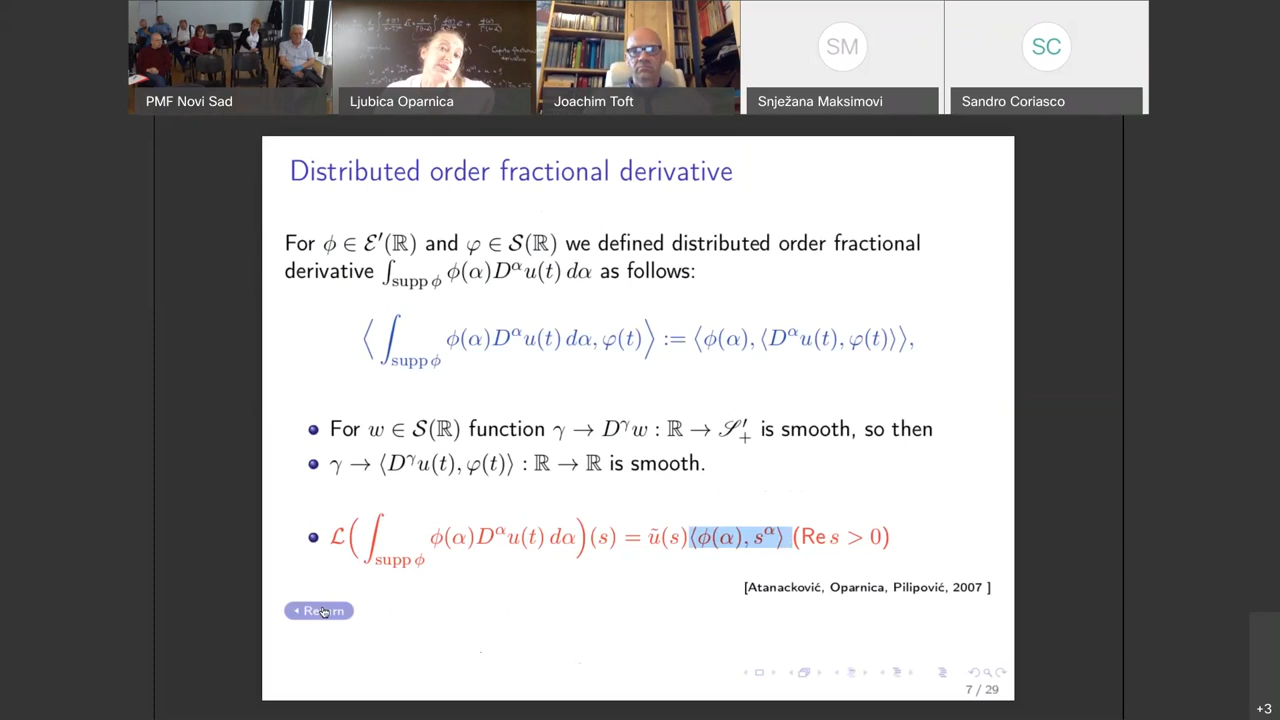 SM
SC
PMF Novi Sad
Ljubica Oparnica
Joachim Toft
Snježana Maksimovi
Sandro Coriasco
Distributed order fractional derivative
For ϕ ∈ ℰ′(ℝ) and φ ∈ 𝒮(ℝ) we defined distributed order fractional
derivative ∫_{supp ϕ} ϕ(α)D^α u(t) dα as follows:
⟨ ∫_{supp ϕ} ϕ(α)D^α u(t) dα, φ(t) ⟩ := ⟨ϕ(α), ⟨D^α u(t), φ(t)⟩⟩,
For w ∈ 𝒮(ℝ) function γ → D^γ w : ℝ → 𝒮′₊ is smooth, so then
γ → ⟨D^γ u(t), φ(t)⟩ : ℝ → ℝ is smooth.
ℒ( ∫_{supp ϕ} ϕ(α)D^α u(t) dα )(s) = ũ(s)⟨ϕ(α), s^α⟩ (Re s > 0)
[Atanacković, Oparnica, Pilipović, 2007 ]
Return
7 / 29
+3